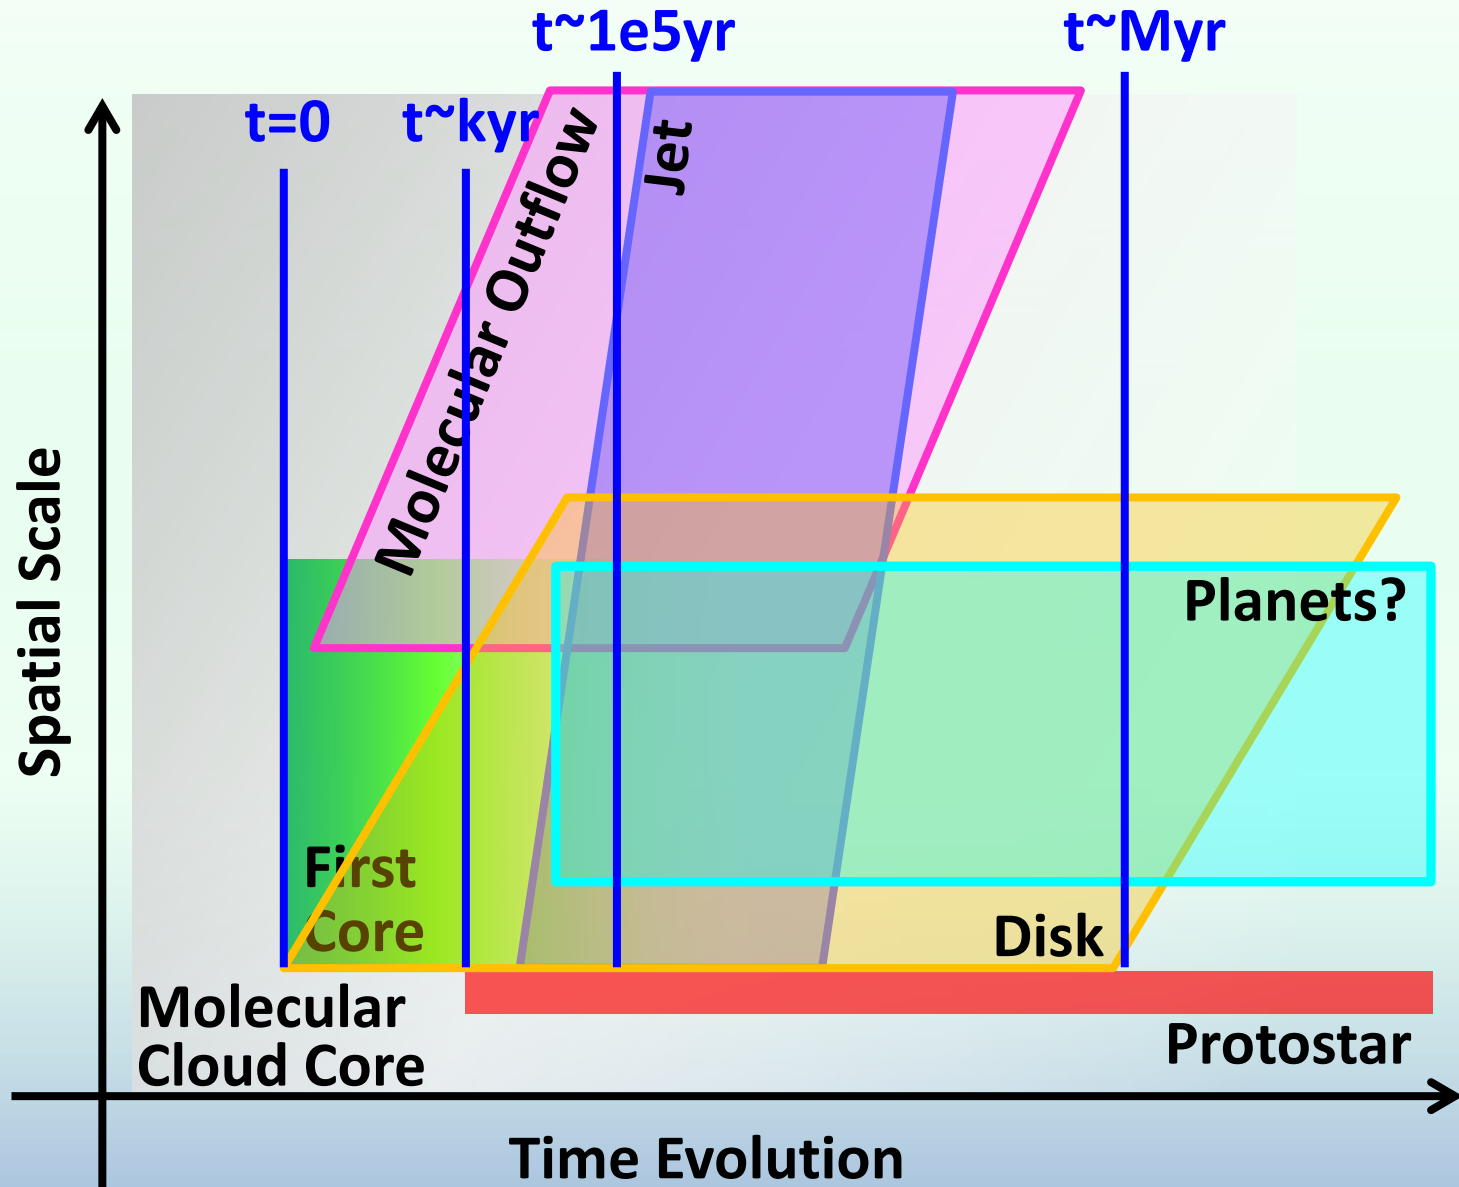 t~1e5yr
t~Myr
t=0
t~kyr
Molecular Outflow
Jet
Spatial Scale
Planets?
First
Core
Disk
Molecular
Cloud Core
Protostar
Time Evolution